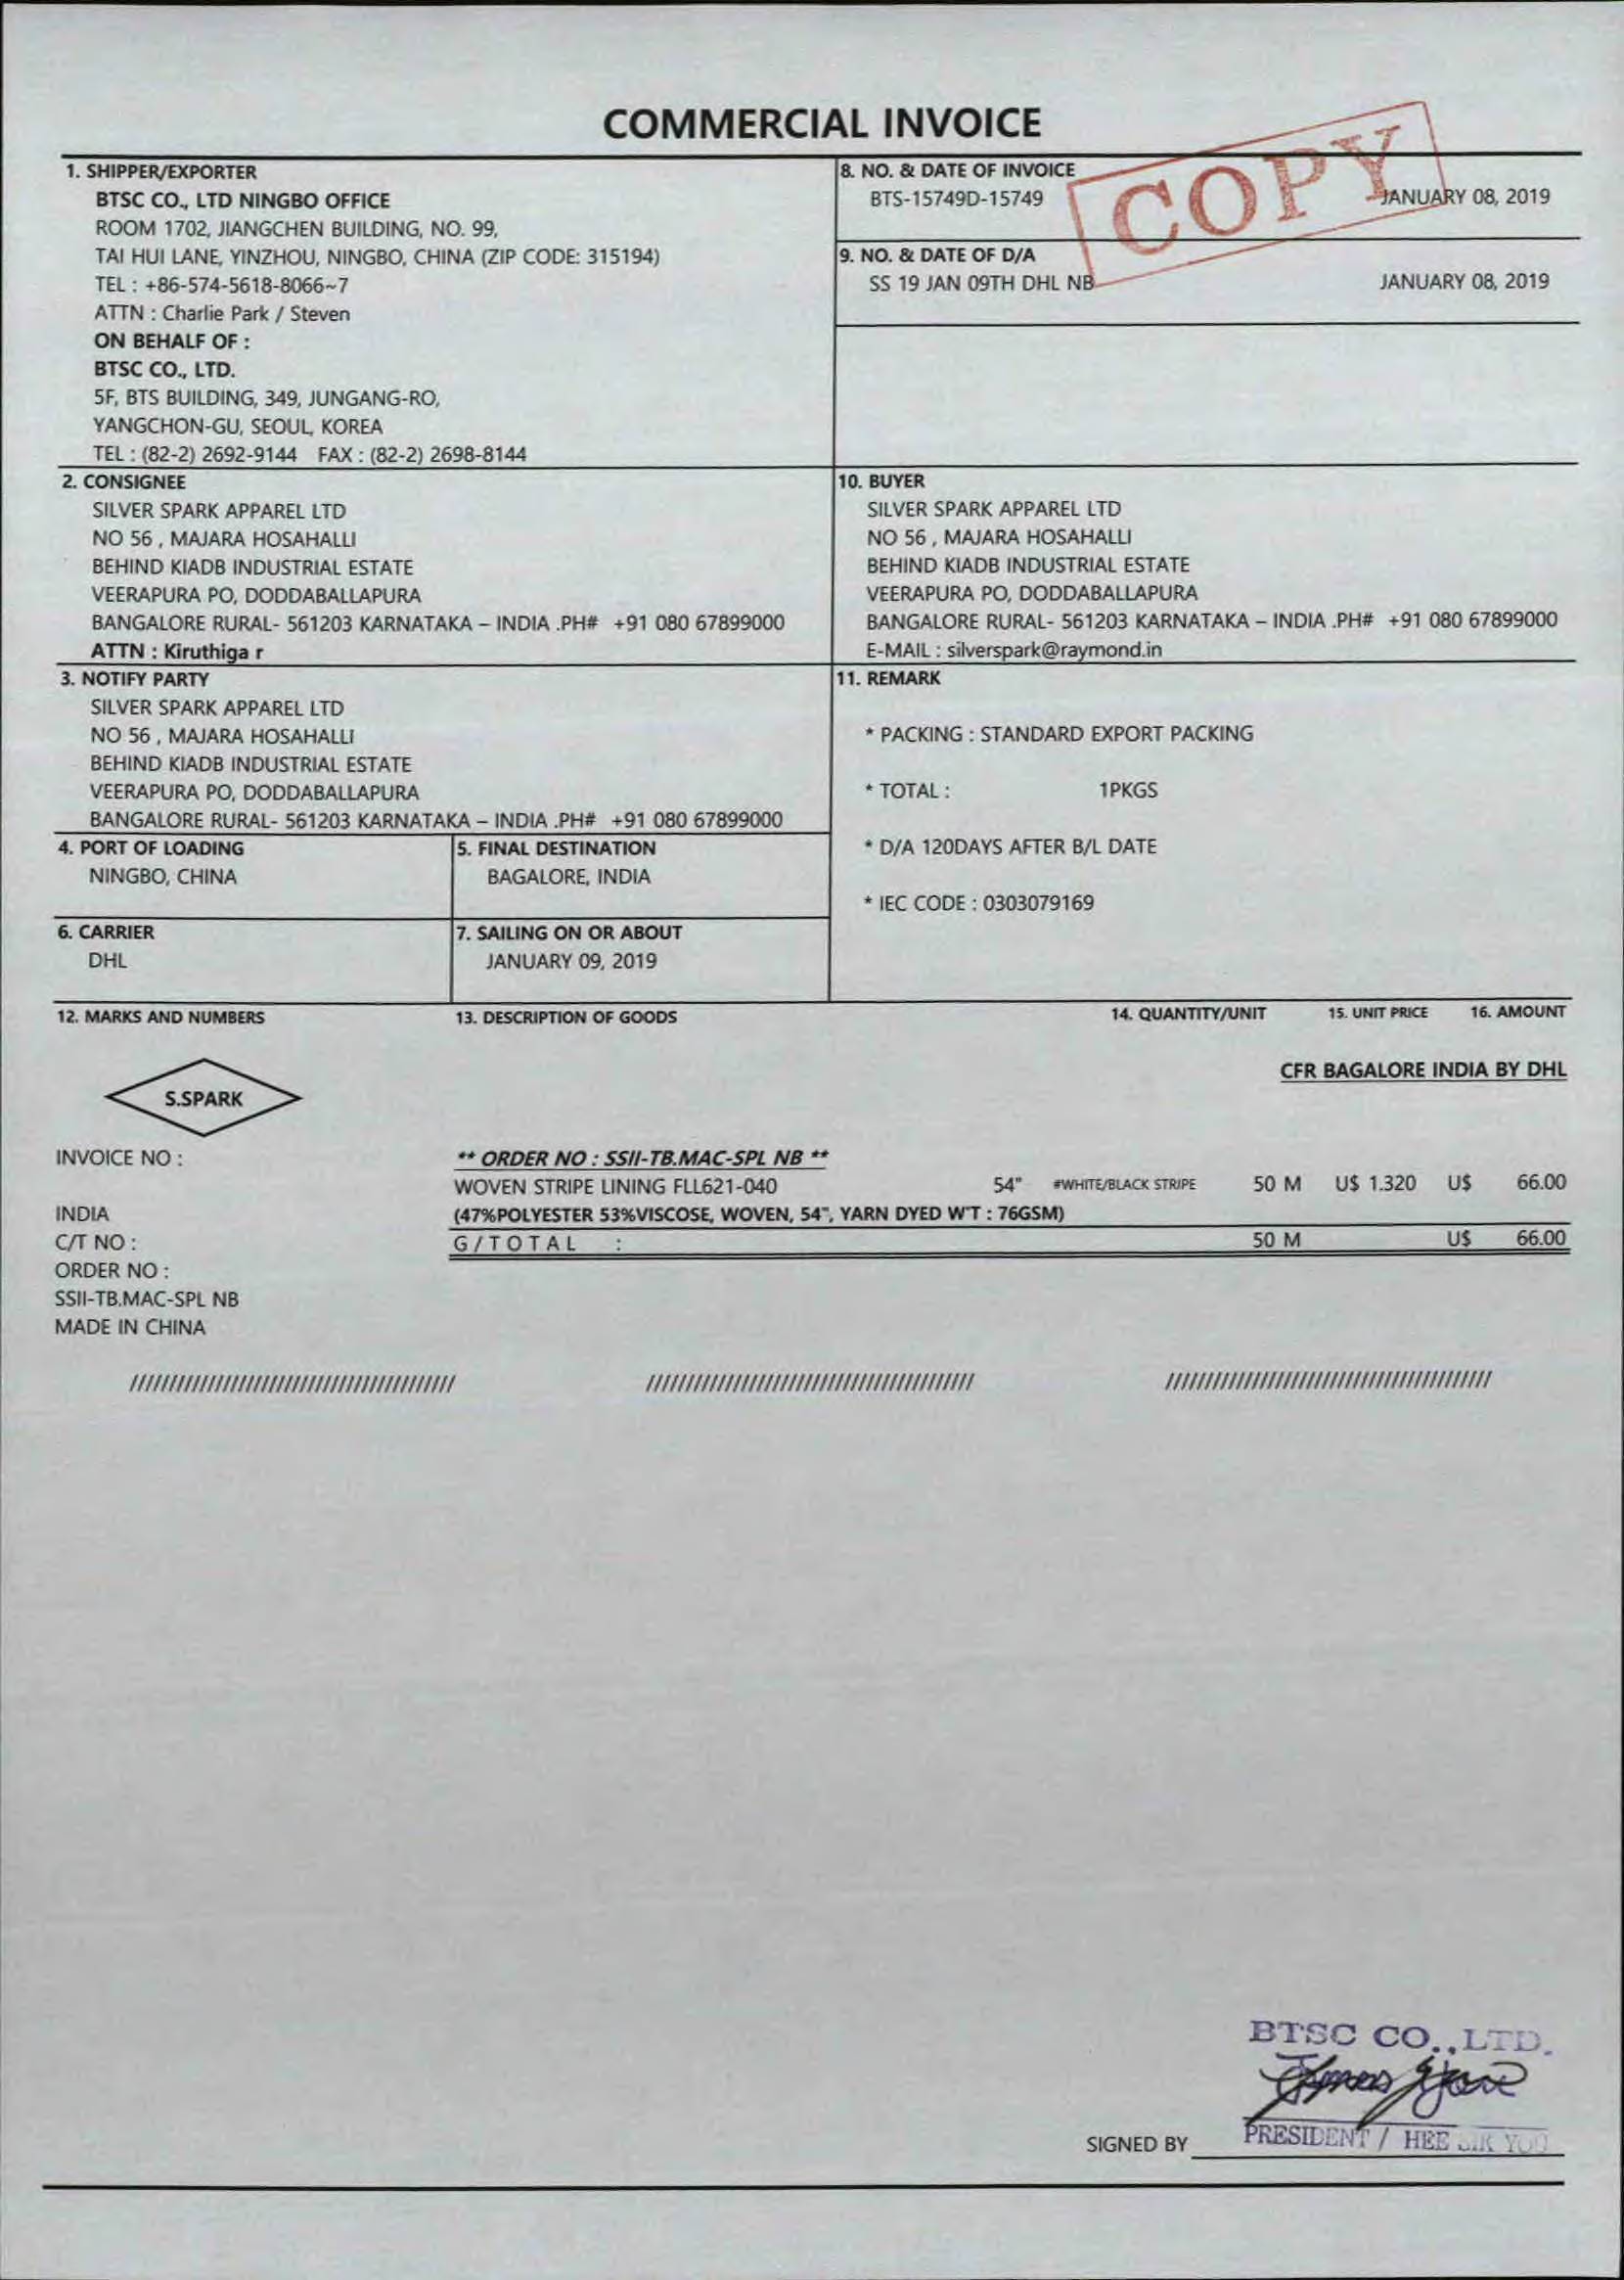 COMMERCIAL INVOICE
COPY
1. SHIPPER/EXPORTER
BTSC CO., LTD NINGBO OFFICE
ROOM 1702, JIANGCHEN BUILDING, NO. 99,
TAI HUI LANE, YINZHOU, NINGBO, CHINA (ZIP CODE: 315194)
TEL : +86-574-5618-8066~7
ATTN : Charlie Park / Steven
ON BEHALF OF :
BTSC CO., LTD.
5F, BTS BUILDING, 349, JUNGANG-RO,
YANGCHON-GU, SEOUL, KOREA
TEL : (82-2) 2692-9144 FAX : (82-2) 2698-8144
8. NO. & DATE OF INVOICE
BTS-15749D-15749 JANUARY 08, 2019
9. NO. & DATE OF D/A
SS 19 JAN 09TH DHL NB JANUARY 08, 2019
2. CONSIGNEE
SILVER SPARK APPAREL LTD
NO 56 , MAJARA HOSAHALLI
BEHIND KIADB INDUSTRIAL ESTATE
VEERAPURA PO, DODDABALLAPURA
BANGALORE RURAL- 561203 KARNATAKA – INDIA .PH# +91 080 67899000
ATTN : Kiruthiga r
10. BUYER
SILVER SPARK APPAREL LTD
NO 56 , MAJARA HOSAHALLI
BEHIND KIADB INDUSTRIAL ESTATE
VEERAPURA PO, DODDABALLAPURA
BANGALORE RURAL- 561203 KARNATAKA – INDIA .PH# +91 080 67899000
E-MAIL : silverspark@raymond.in
3. NOTIFY PARTY
SILVER SPARK APPAREL LTD
NO 56 , MAJARA HOSAHALLI
BEHIND KIADB INDUSTRIAL ESTATE
VEERAPURA PO, DODDABALLAPURA
BANGALORE RURAL- 561203 KARNATAKA – INDIA .PH# +91 080 67899000
11. REMARK
* PACKING : STANDARD EXPORT PACKING
* TOTAL : 1PKGS
* D/A 120DAYS AFTER B/L DATE
* IEC CODE : 0303079169
4. PORT OF LOADING
NINGBO, CHINA
5. FINAL DESTINATION
BAGALORE, INDIA
6. CARRIER
DHL
7. SAILING ON OR ABOUT
JANUARY 09, 2019
12. MARKS AND NUMBERS 13. DESCRIPTION OF GOODS 14. QUANTITY/UNIT 15. UNIT PRICE 16. AMOUNT
CFR BAGALORE INDIA BY DHL
S.SPARK
INVOICE NO :
INDIA
C/T NO :
ORDER NO :
SSII-TB.MAC-SPL NB
MADE IN CHINA
** ORDER NO : SSII-TB.MAC-SPL NB **
WOVEN STRIPE LINING FLL621-040 54" #WHITE/BLACK STRIPE 50 M U$ 1.320 U$ 66.00
(47%POLYESTER 53%VISCOSE, WOVEN, 54", YARN DYED W'T : 76GSM)
G/TOTAL : 50 M U$ 66.00
BTSC CO., LTD.
SIGNED BY
PRESIDENT / HEE